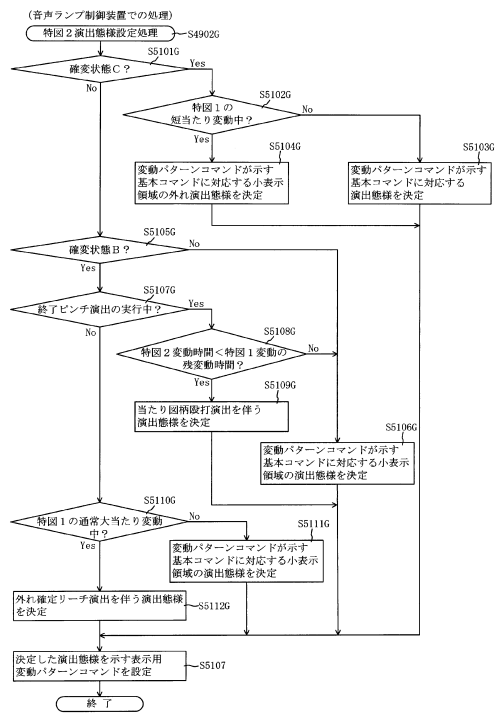 (音声ランプ制御装置での処理)
特図2演出態様設定処理
S4902G
S5101G
確変状態C?
Yes
No
S5102G
特図1の
短当たり変動中?
No
Yes
S5104G
変動パターンコマンドが示す
基本コマンドに対応する小表示
領域の外れ演出態様を決定
S5103G
変動パターンコマンドが示す
基本コマンドに対応する
演出態様を決定
S5105G
確変状態B?
No
Yes
S5107G
終了ピンチ演出の実行中?
Yes
No
S5108G
特図2変動時間<特図1変動の
残変動時間?
No
Yes
S5109G
当たり図柄殴打演出を伴う
演出態様を決定
S5106G
変動パターンコマンドが示す
基本コマンドに対応する小表示
領域の演出態様を決定
S5110G
特図1の通常大当たり変動
中?
No
Yes
S5111G
変動パターンコマンドが示す
基本コマンドに対応する小表示
領域の演出態様を決定
外れ確定リーチ演出を伴う演出態様
を決定
S5112G
決定した演出態様を示す表示用
変動パターンコマンドを設定
S5107
終了